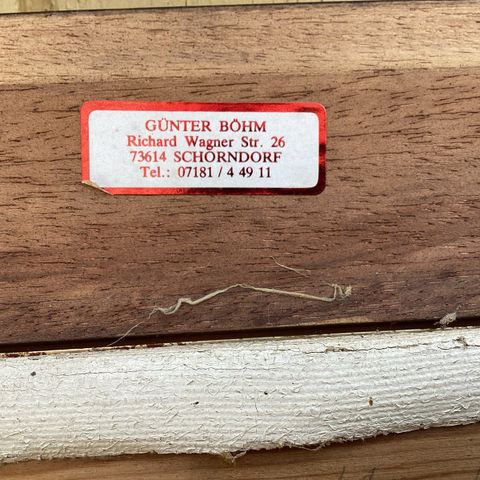 GÜNTER BÖHM
Richard Wagner Str. 26
73614 SCHORNDORF
Tel.: 07181 / 4 49 11